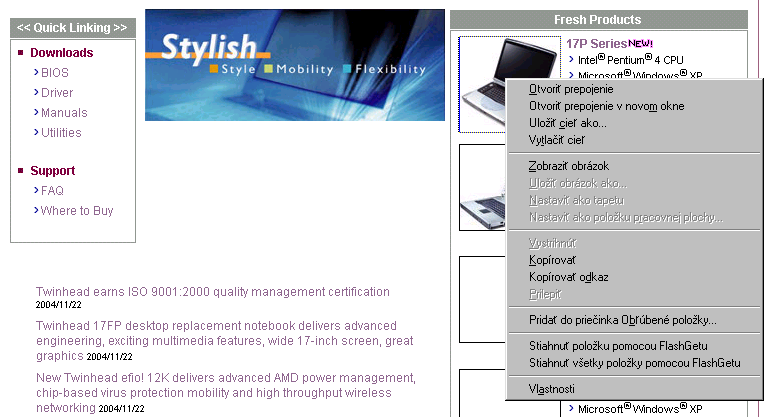 << Quick Linking >>
Downloads
BIOS
Driver
Manuals
Utilities
Support
FAQ
Where to Buy
Stylish
Style Mobility Flexibility
Twinhead earns ISO 9001:2000 quality management certification
2004/11/22
Twinhead 17FP desktop replacement notebook delivers advanced
engineering, exciting multimedia features, wide 17-inch screen, great
graphics 2004/11/22
New Twinhead efio! 12K delivers advanced AMD power management,
chip-based virus protection mobility and high throughput wireless
networking 2004/11/22
Fresh Products
17P Series NEW!
Intel® Pentium® 4 CPU
Microsoft® Windows® XP
Otvoriť prepojenie
Otvoriť prepojenie v novom okne
Uložiť cieľ ako...
Vytlačiť cieľ
Zobraziť obrázok
Uložiť obrázok ako...
Nastaviť ako tapetu
Nastaviť ako položku pracovnej plochy...
Vystrihnúť
Kopírovať
Kopírovať odkaz
Prilepiť
Pridať do priečinka Obľúbené položky...
Stiahnuť položku pomocou FlashGetu
Stiahnuť všetky položky pomocou FlashGetu
Vlastnosti
Microsoft® Windows® XP